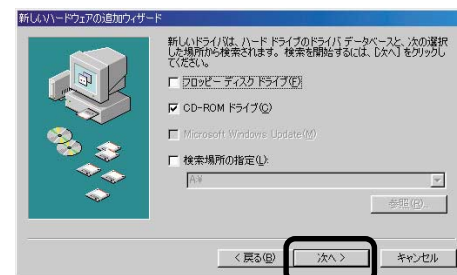 新しいハードウェアの追加ウィザード
新しいドライバは、ハード ドライブのドライバ データベースと、次の選択
した場所から検索されます。検索を開始するには、[次へ] をクリックし
てください。
フロッピー ディスク ドライブ(F)
CD-ROM ドライブ(C)
Microsoft Windows Update(M)
検索場所の指定(L):
A:¥
参照(R)...
< 戻る(B)
次へ >
キャンセル